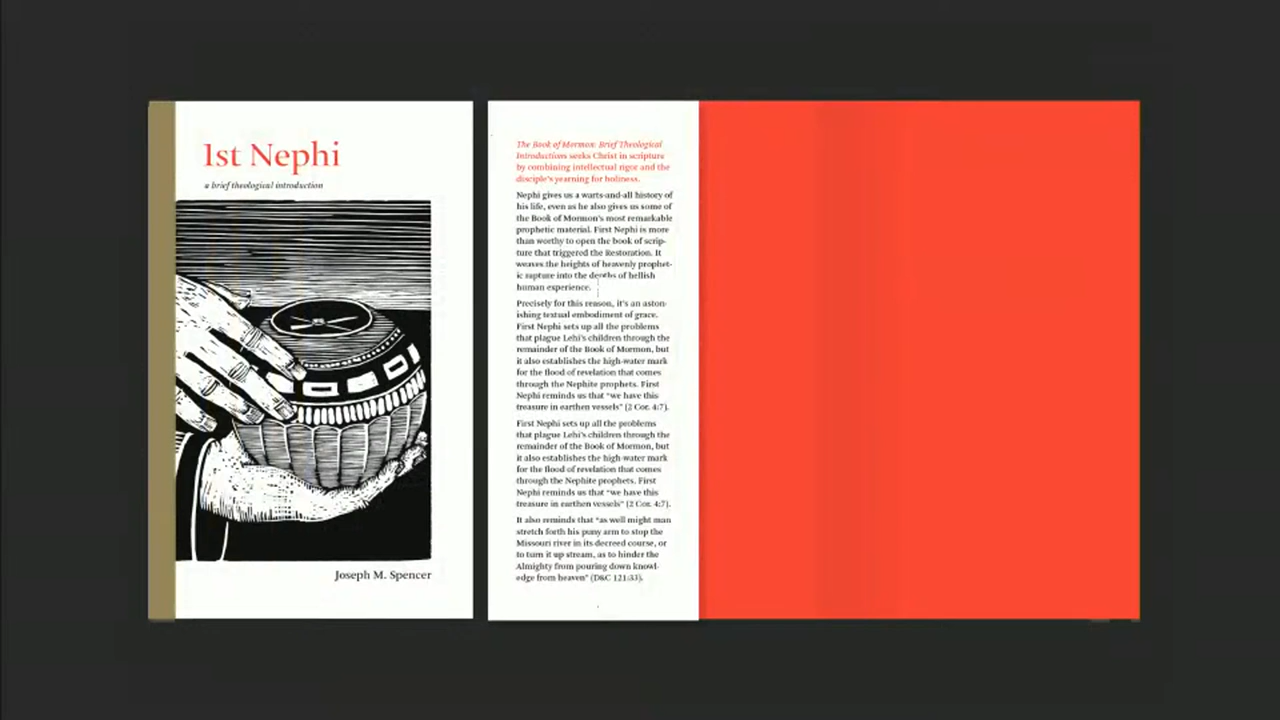 1st Nephi
a brief theological introduction
Joseph M. Spencer
The Book of Mormon: Brief Theological
Introductions seeks Christ in scripture
by combining intellectual rigor and the
disciple's yearning for holiness.
Nephi gives us a warts-and-all history of
his life, even as he also gives us some of
the Book of Mormon's most remarkable
prophetic material. First Nephi is more
than worthy to open the book of scrip-
ture that triggered the Restoration. It
weaves the heights of heavenly prophet-
ic rapture into the depths of hellish
human experience.
Precisely for this reason, it's an aston-
ishing textual embodiment of grace.
First Nephi sets up all the problems
that plague Lehi's children through the
remainder of the Book of Mormon, but
it also establishes the high-water mark
for the flood of revelation that comes
through the Nephite prophets. First
Nephi reminds us that "we have this
treasure in earthen vessels" (2 Cor. 4:7).
First Nephi sets up all the problems
that plague Lehi's children through the
remainder of the Book of Mormon, but
it also establishes the high-water mark
for the flood of revelation that comes
through the Nephite prophets. First
Nephi reminds us that "we have this
treasure in earthen vessels" (2 Cor. 4:7).
It also reminds that "as well might man
stretch forth his puny arm to stop the
Missouri river in its decreed course, or
to turn it up stream, as to hinder the
Almighty from pouring down knowl-
edge from heaven" (D&C 121:33).